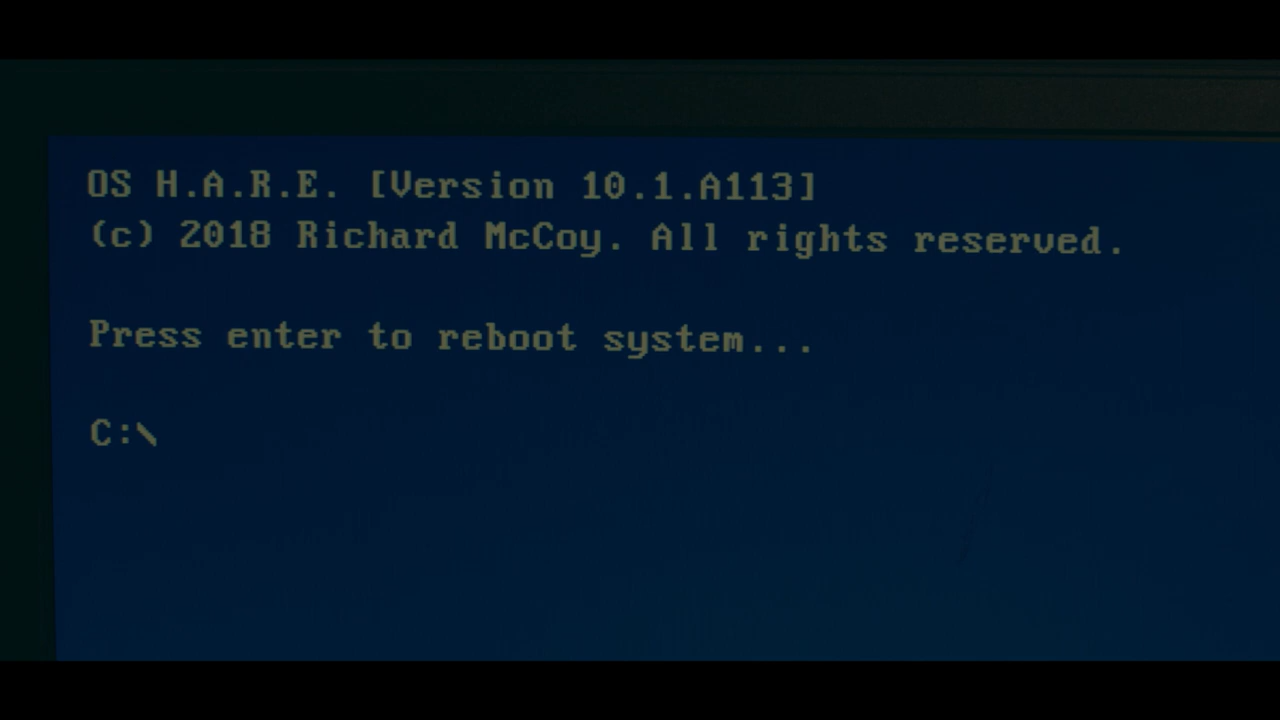 OS H.A.R.E. [Version 10.1.A113]
(c) 2018 Richard McCoy. All rights reserved.
Press enter to reboot system...
C:\